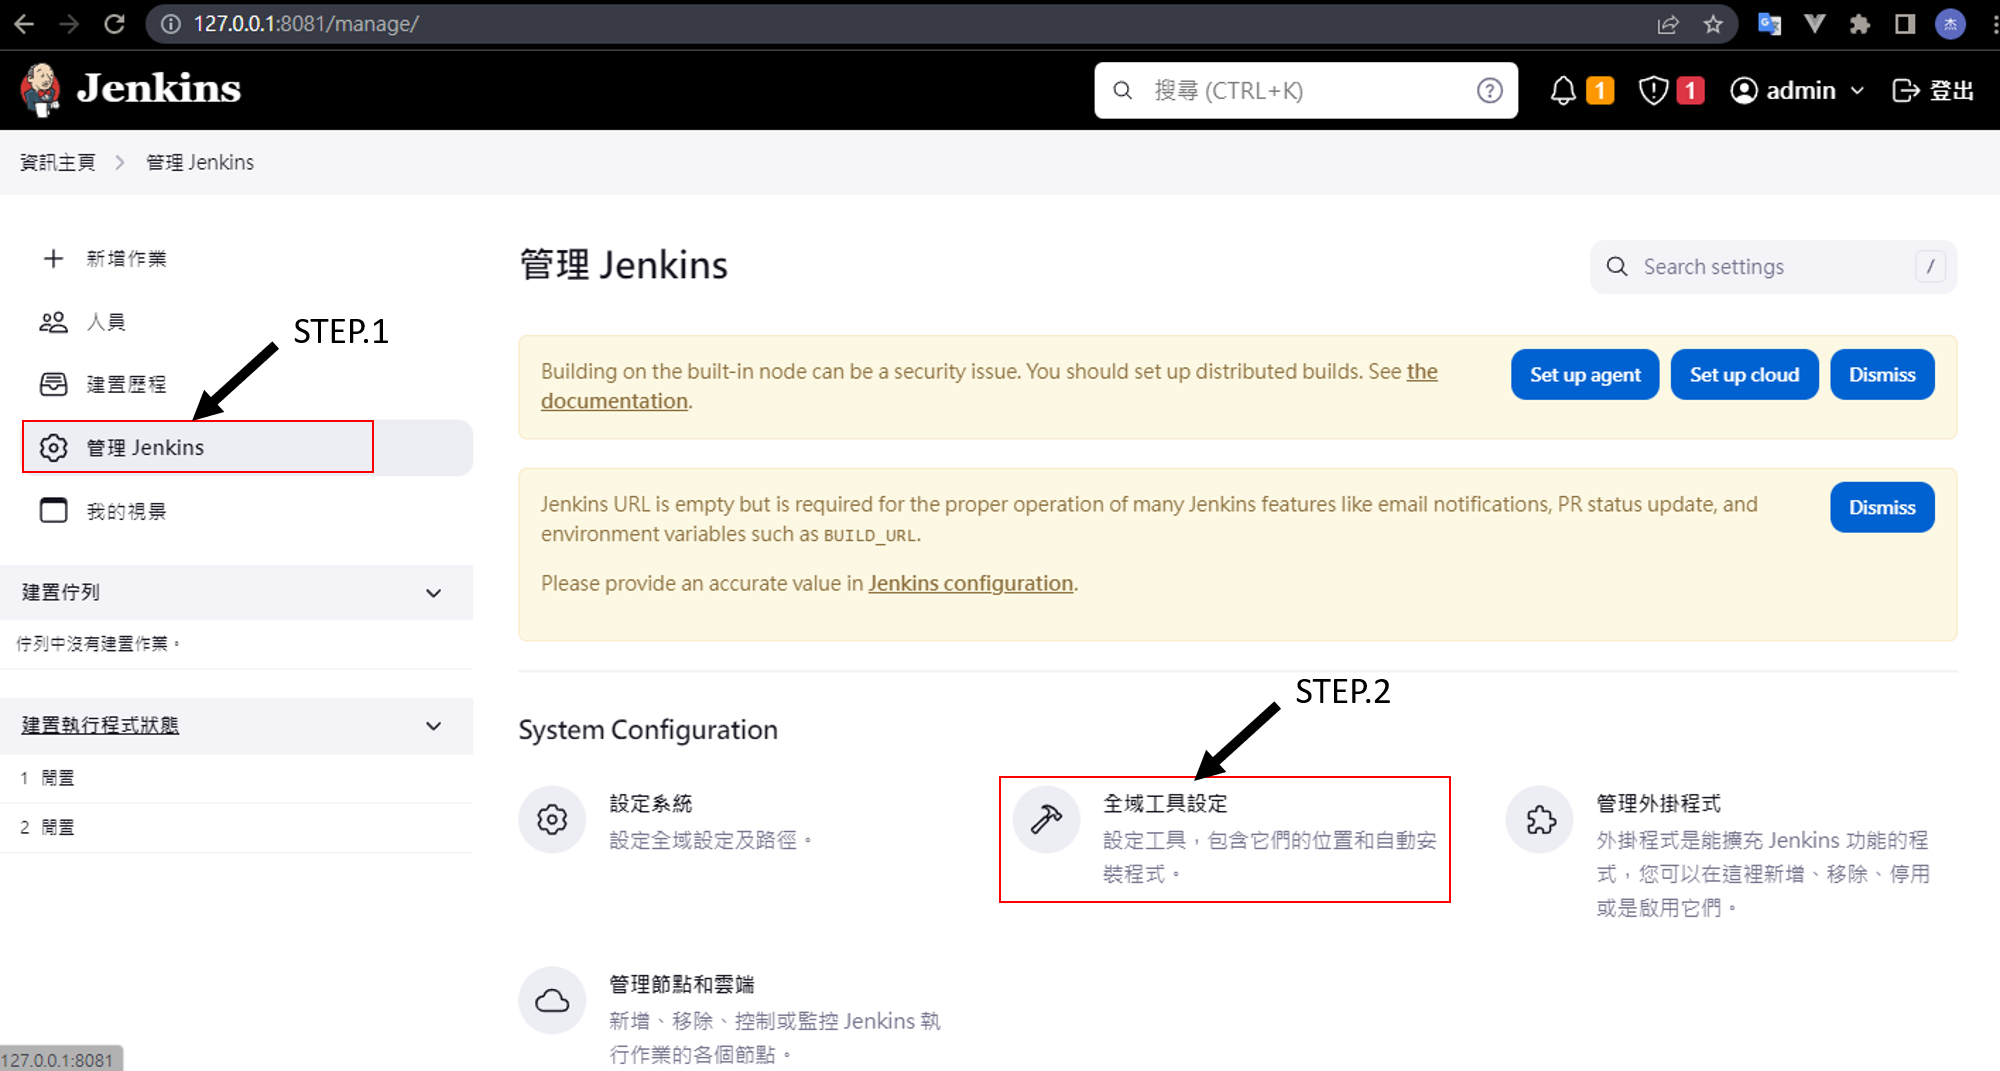 127.0.0.1:8081/manage/
杰
Jenkins
搜尋 (CTRL+K)
1
1
admin
登出
資訊主頁 > 管理 Jenkins
新增作業
人員
建置歷程
管理 Jenkins
我的視景
STEP.1
建置佇列
佇列中沒有建置作業。
建置執行程式狀態
1 閒置
2 閒置
管理 Jenkins
Search settings
/
Building on the built-in node can be a security issue. You should set up distributed builds. See the
documentation.
Set up agent
Set up cloud
Dismiss
Jenkins URL is empty but is required for the proper operation of many Jenkins features like email notifications, PR status update, and
environment variables such as BUILD_URL.
Please provide an accurate value in Jenkins configuration.
Dismiss
STEP.2
System Configuration
設定系統
設定全域設定及路徑。
全域工具設定
設定工具，包含它們的位置和自動安
裝程式。
管理外掛程式
外掛程式是能擴充 Jenkins 功能的程
式，您可以在這裡新增、移除、停用
或是啟用它們。
管理節點和雲端
新增、移除、控制或監控 Jenkins 執
行作業的各個節點。
127.0.0.1:8081